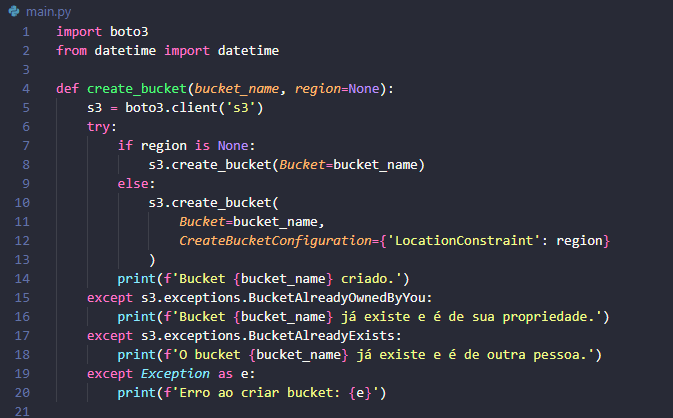 main.py
1 import boto3
2 from datetime import datetime
3
4 def create_bucket(bucket_name, region=None):
5     s3 = boto3.client('s3')
6     try:
7         if region is None:
8             s3.create_bucket(Bucket=bucket_name)
9         else:
10             s3.create_bucket(
11                 Bucket=bucket_name,
12                 CreateBucketConfiguration={'LocationConstraint': region}
13             )
14         print(f'Bucket {bucket_name} criado.')
15     except s3.exceptions.BucketAlreadyOwnedByYou:
16         print(f'Bucket {bucket_name} já existe e é de sua propriedade.')
17     except s3.exceptions.BucketAlreadyExists:
18         print(f'O bucket {bucket_name} já existe e é de outra pessoa.')
19     except Exception as e:
20         print(f'Erro ao criar bucket: {e}')
21